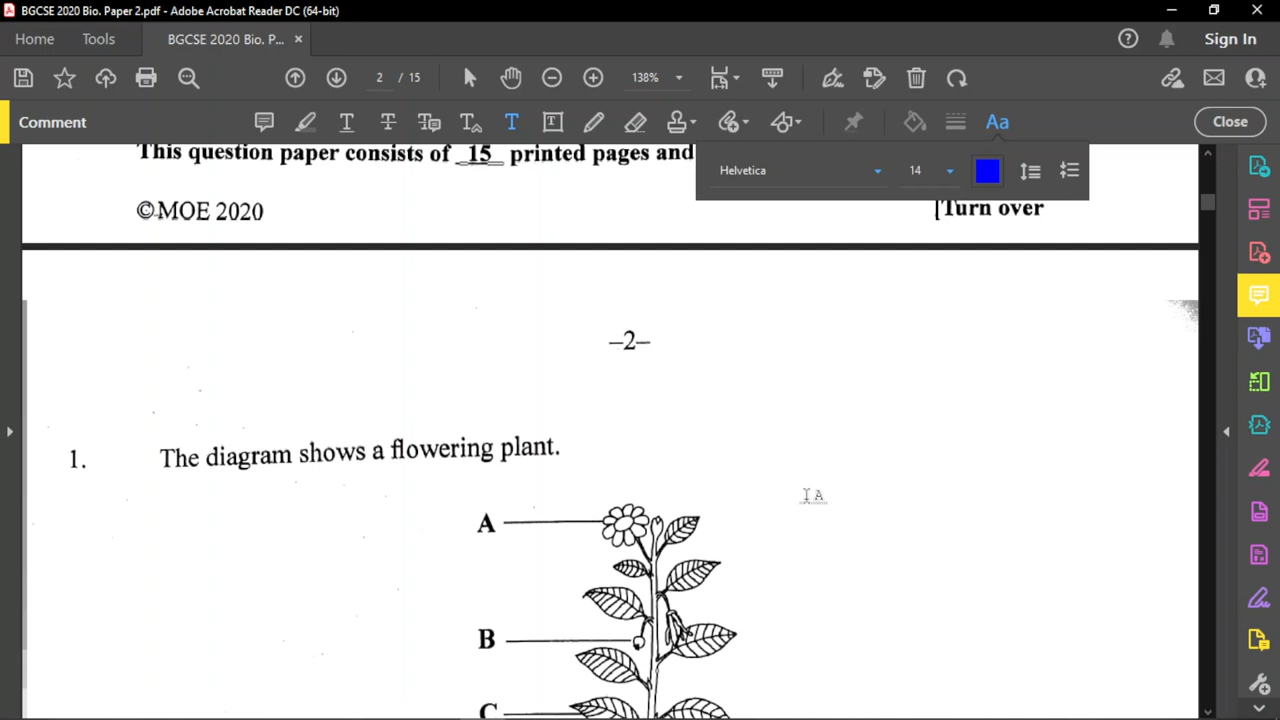 BGCSE 2020 Bio. Paper 2.pdf - Adobe Acrobat Reader DC (64-bit)
Home Tools BGCSE 2020 Bio. P... × Sign In
2 / 15 138%
Comment Close
This question paper consists of 15 printed pages and
Helvetica 14
©MOE 2020 [Turn over
–2–
1. The diagram shows a flowering plant.
A
B
C